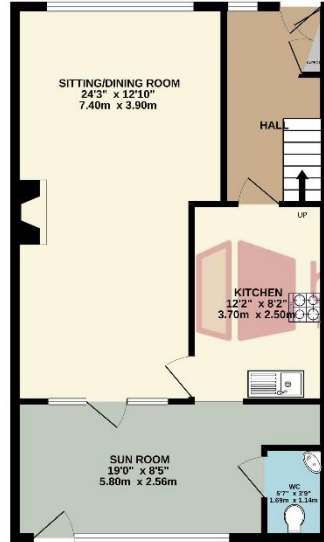 SITTING/DINING ROOM
24'3" x 12'10"
7.40m x 3.90m
HALL
UP
KITCHEN
12'2" x 8'2"
3.70m x 2.50m
SUN ROOM
19'0" x 8'5"
5.80m x 2.56m
WC
5'7" x 3'9"
1.69m x 1.14m